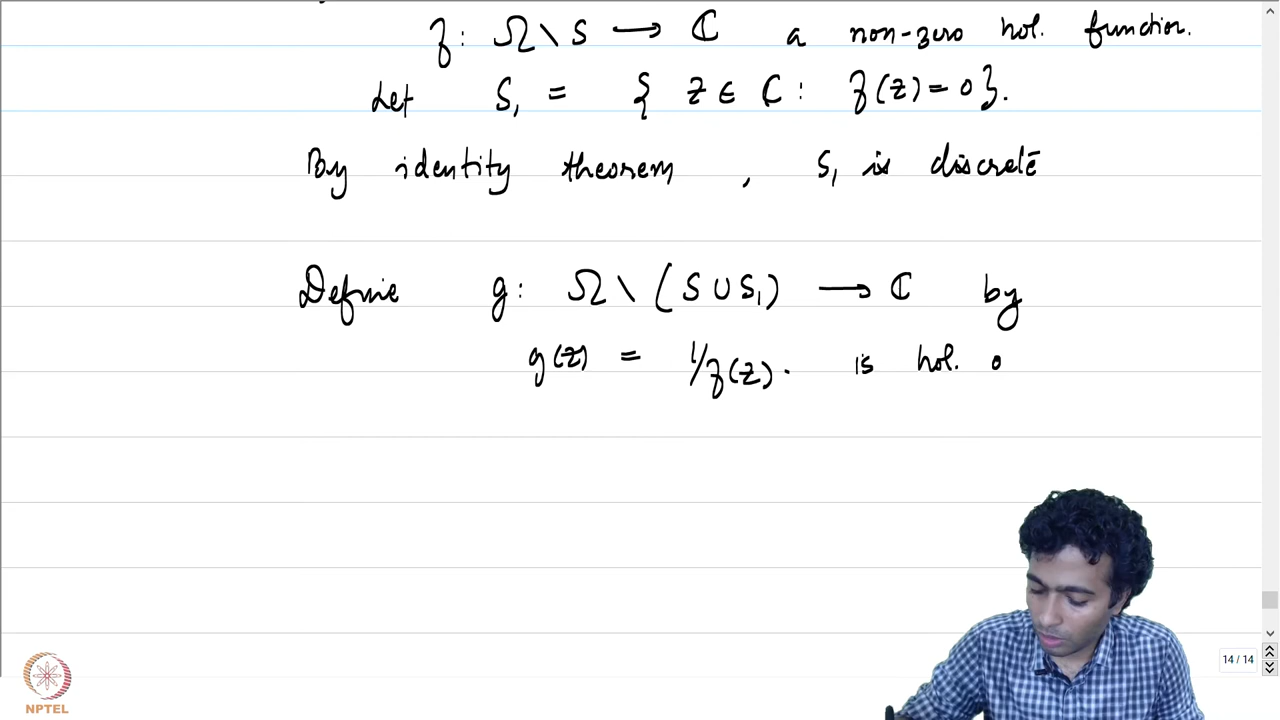 f: Ω \ S ⟶ ℂ a non-zero hol. function.
Let S₁ = { z ∈ ℂ : f(z) = 0 }.
By identity theorem , S₁ is discrete
Define g: Ω \ (S ∪ S₁) ⟶ ℂ by
g(z) = 1/f(z). is hol. o
14 / 14
NPTEL